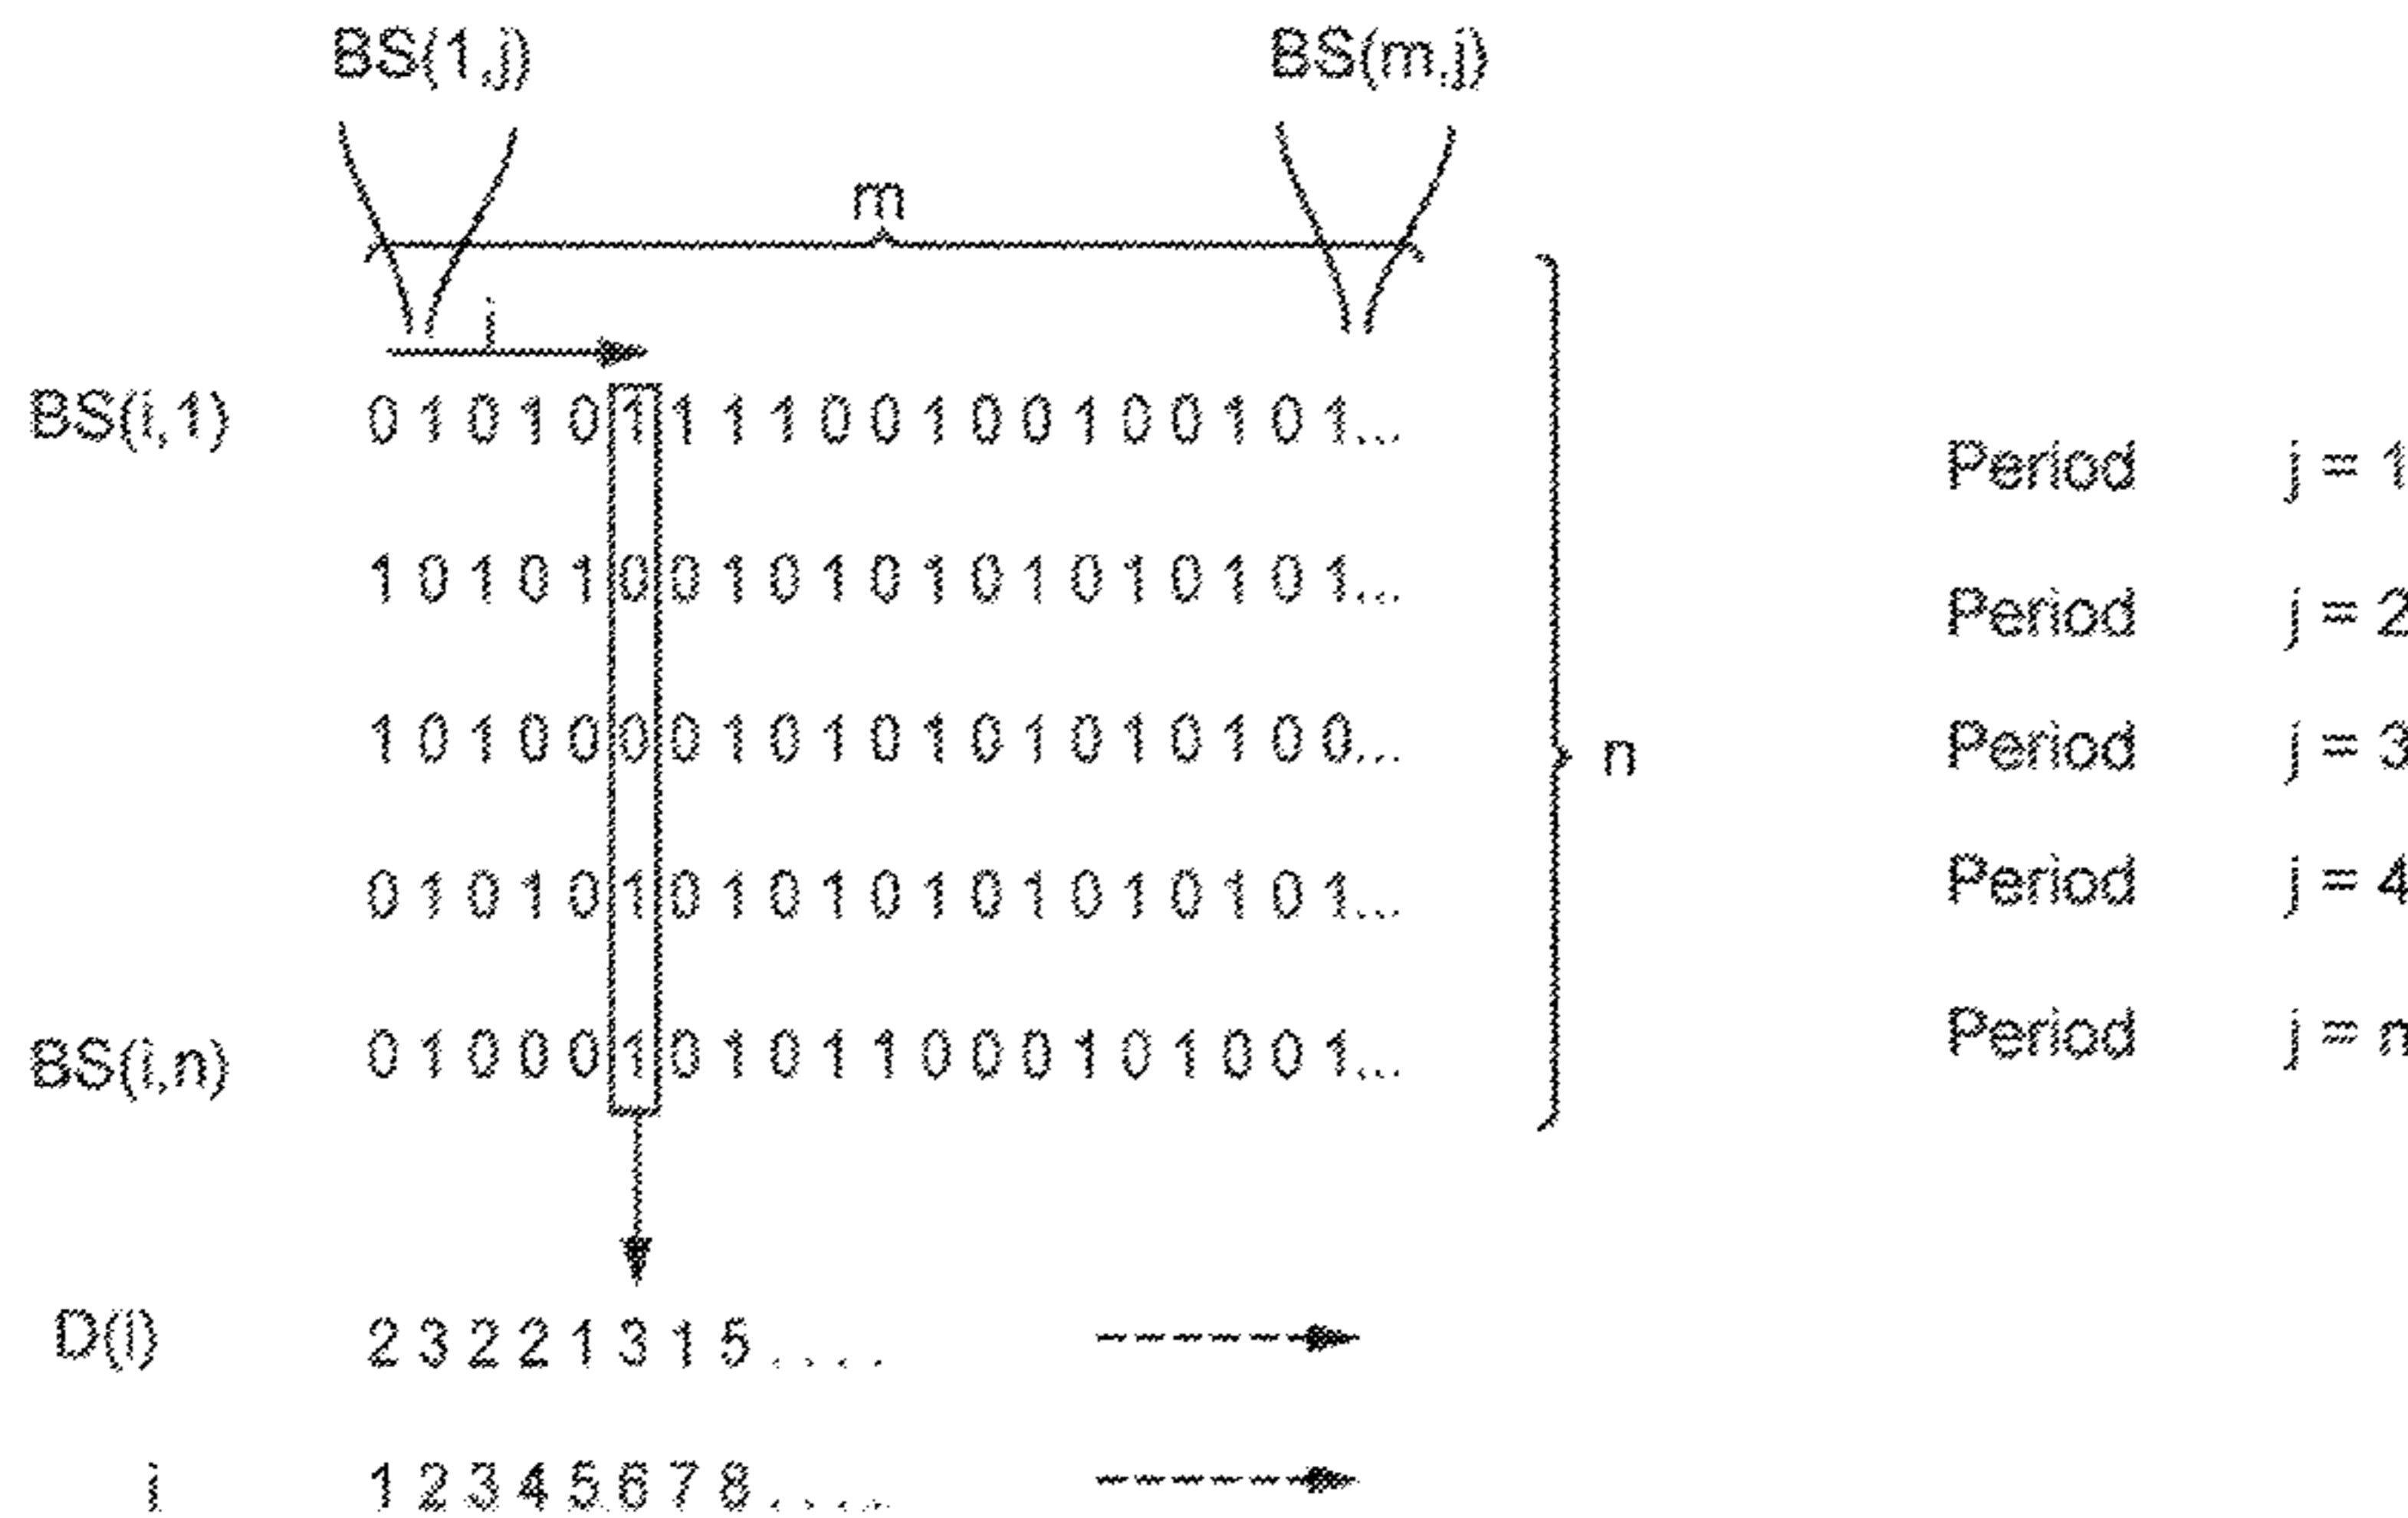 BS(1,j) BS(m,j)
m
i
BS(i,1) 0 1 0 1 0 1 1 1 1 0 0 1 0 0 1 0 0 1 0 1...
Period j = 1
1 0 1 0 1 0 0 1 0 1 0 1 0 1 0 1 0 1 0 1...
Period j = 2
1 0 1 0 0 0 0 1 0 1 0 1 0 1 0 1 0 1 0 0...
n
Period j = 3
0 1 0 1 0 1 0 1 0 1 0 1 0 1 0 1 0 1 0 1...
Period j = 4
BS(i,n) 0 1 0 0 0 1 0 1 0 1 1 0 0 0 1 0 1 0 0 1...
Period j = n
D(i) 2 3 2 2 1 3 1 5 . . . .
i 1 2 3 4 5 6 7 8 . . . .